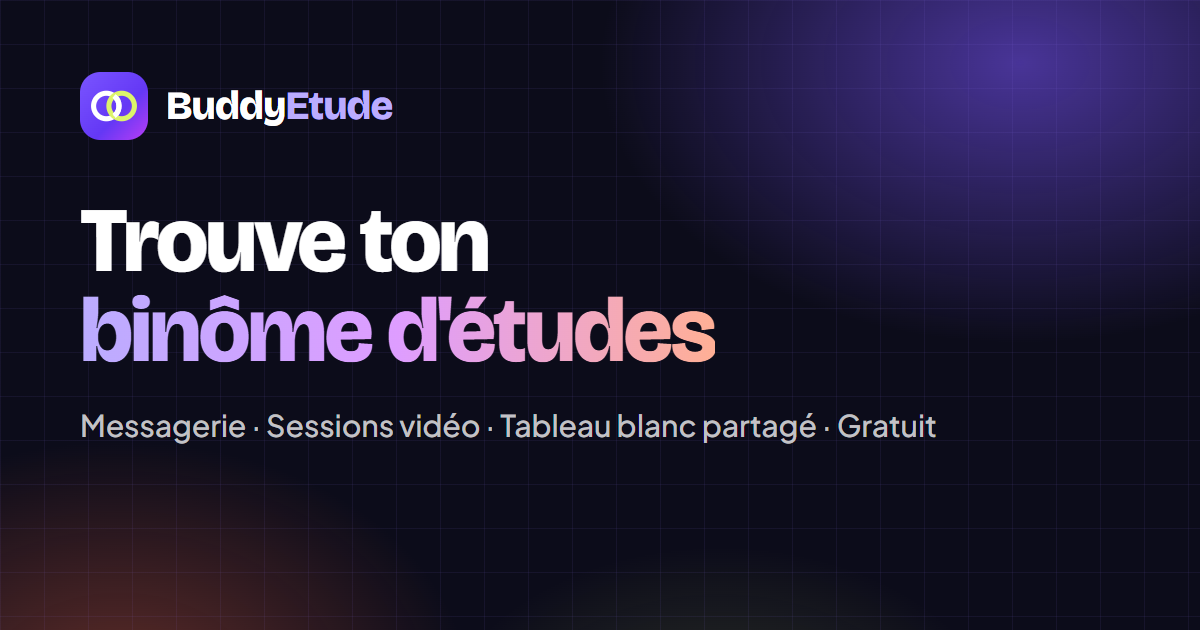 BuddyEtude
Trouve ton
binôme d'études
Messagerie · Sessions vidéo · Tableau blanc partagé · Gratuit